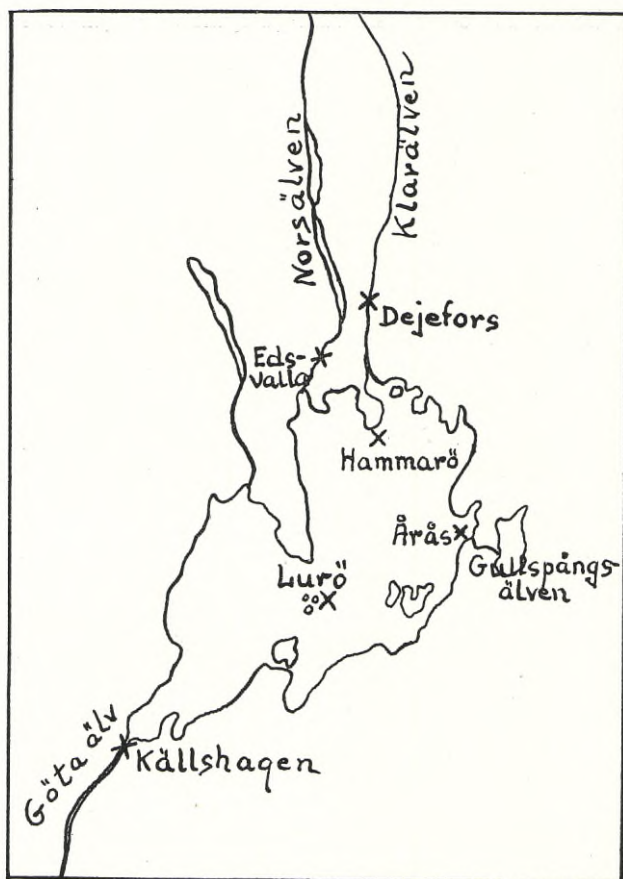 Norsälven
Klarälven
Dejefors
Eds-
valla
Hammarö
Årås
Gullspångs-
älven
Lurö
Göta älv
Källshagen